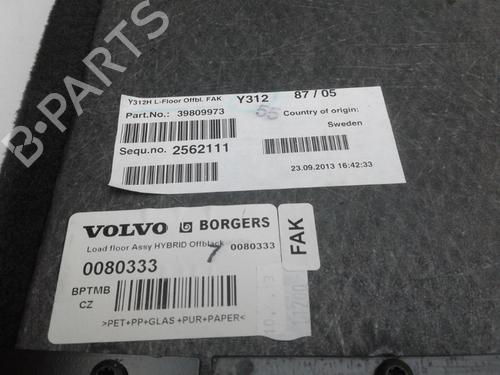 Y312H L-Floor Offbl. FAK Y312 87 / 05
Part.No.: 39809973
55
Country of origin:
Sweden
Sequ.no. 2562111
23.09.2013 16:42:33
VOLVO BORGERS
Load floor Assy HYBRID Offblack 7 0080333
0080333
BPTMB
CZ
>PET+PP+GLAS +PUR+PAPER<
FAK
B-PARTS